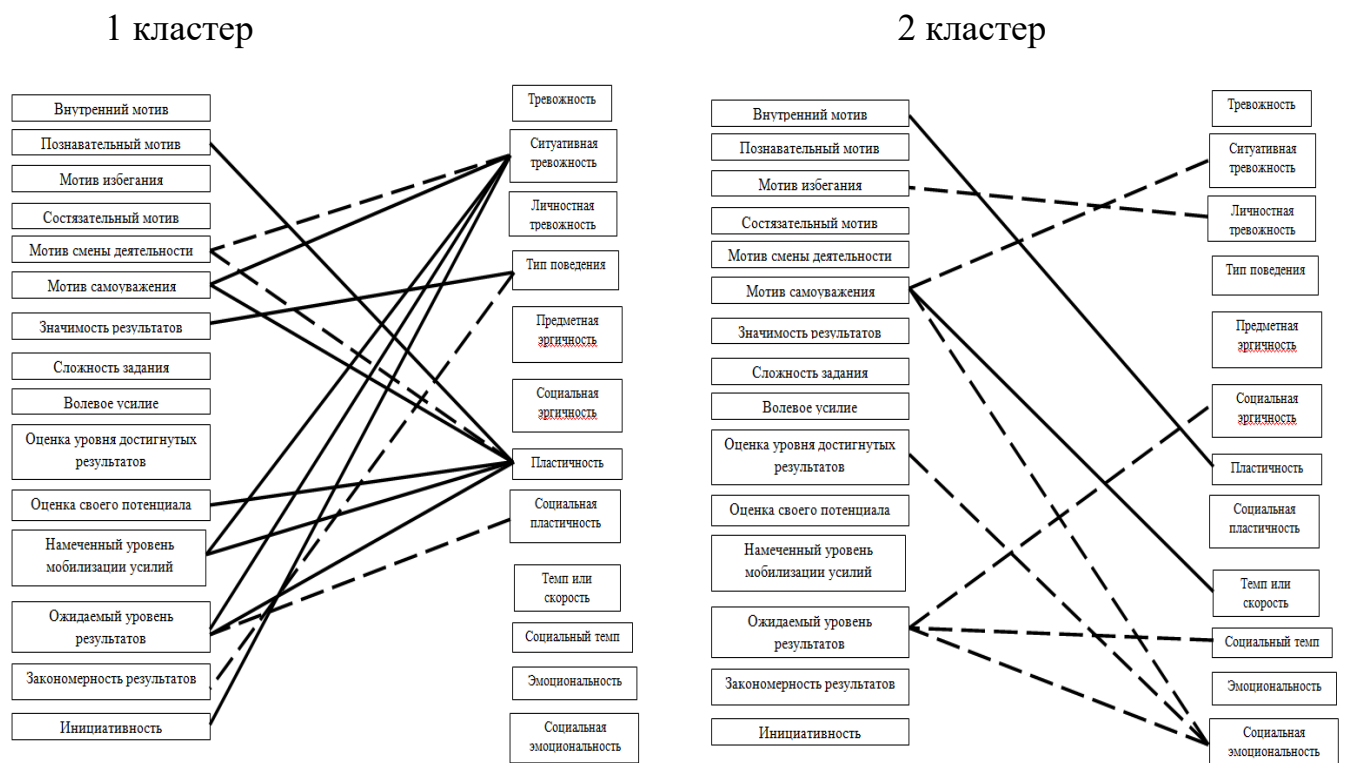 1 кластер
Внутренний мотив
Познавательный мотив
Мотив избегания
Состязательный мотив
Мотив смены деятельности
Мотив самоуважения
Значимость результатов
Сложность задания
Волевое усилие
Оценка уровня достигнутых
результатов
Оценка своего потенциала
Намеченный уровень
мобилизации усилий
Ожидаемый уровень
результатов
Закономерность результатов
Инициативность
Тревожность
Ситуативная
тревожность
Личностная
тревожность
Тип поведения
Предметная
эргичность
Социальная
эргичность
Пластичность
Социальная
пластичность
Темп или
скорость
Социальный темп
Эмоциональность
Социальная
эмоциональность
2 кластер
Внутренний мотив
Познавательный мотив
Мотив избегания
Состязательный мотив
Мотив смены деятельности
Мотив самоуважения
Значимость результатов
Сложность задания
Волевое усилие
Оценка уровня достигнутых
результатов
Оценка своего потенциала
Намеченный уровень
мобилизации усилий
Ожидаемый уровень
результатов
Закономерность результатов
Инициативность
Тревожность
Ситуативная
тревожность
Личностная
тревожность
Тип поведения
Предметная
эргичность
Социальная
эргичность
Пластичность
Социальная
пластичность
Темп или
скорость
Социальный темп
Эмоциональность
Социальная
эмоциональность